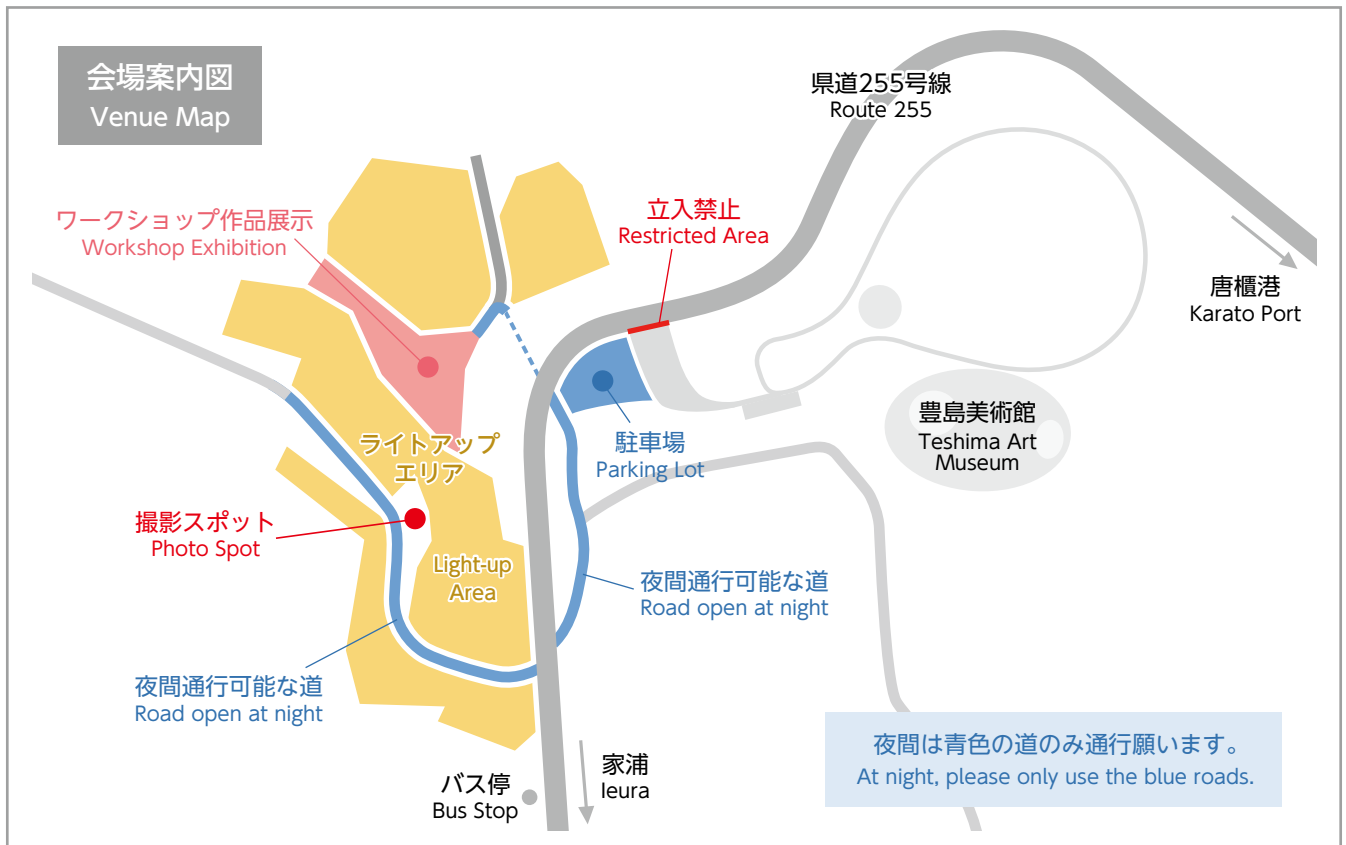 会場案内図
Venue Map
県道255号線
Route 255
ワークショップ作品展示
Workshop Exhibition
立入禁止
Restricted Area
唐櫃港
Karato Port
豊島美術館
Teshima Art
Museum
駐車場
Parking Lot
ライトアップ
エリア
撮影スポット
Photo Spot
Light-up
Area
夜間通行可能な道
Road open at night
夜間通行可能な道
Road open at night
夜間は青色の道のみ通行願います。
At night, please only use the blue roads.
家浦
Ieura
バス停
Bus Stop